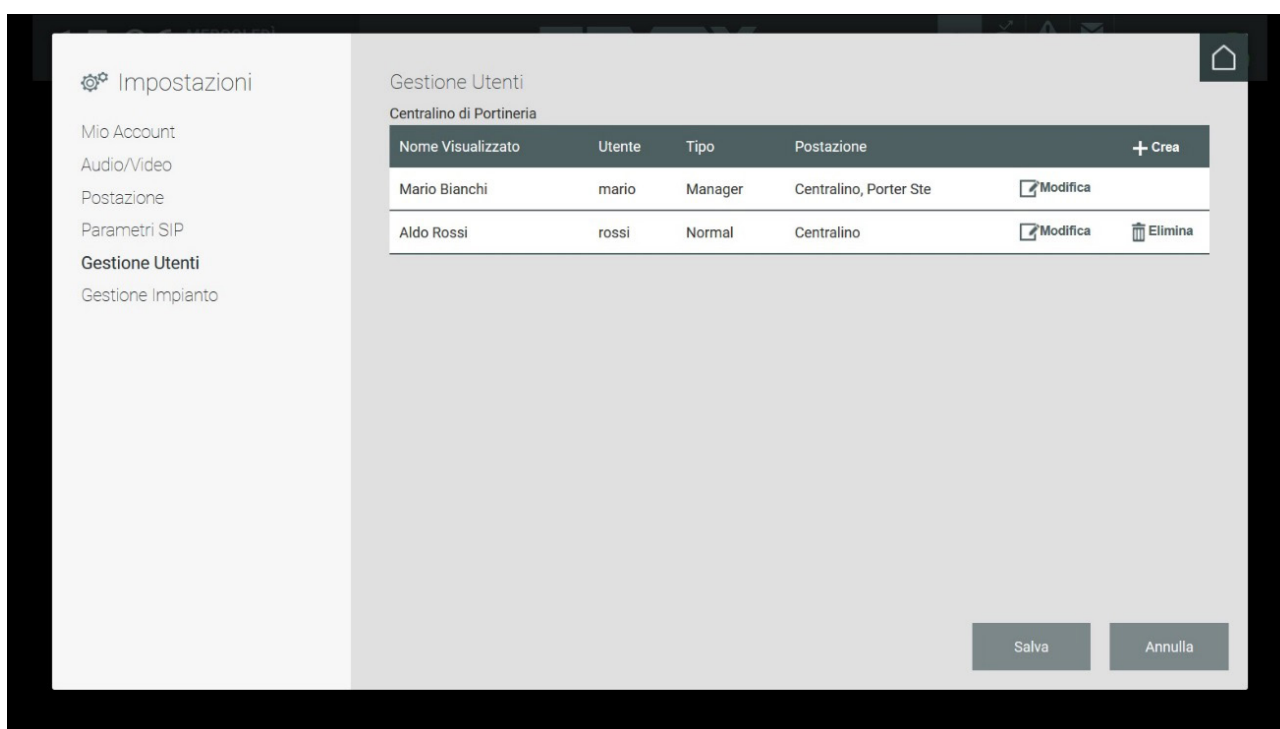 Impostazioni
Mio Account
Audio/Video
Postazione
Parametri SIP
Gestione Utenti
Gestione Impianto
Gestione Utenti
Centralino di Portineria
Nome Visualizzato Utente Tipo Postazione + Crea
Mario Bianchi mario Manager Centralino, Porter Ste Modifica
Aldo Rossi rossi Normal Centralino Modifica Elimina
Salva Annulla